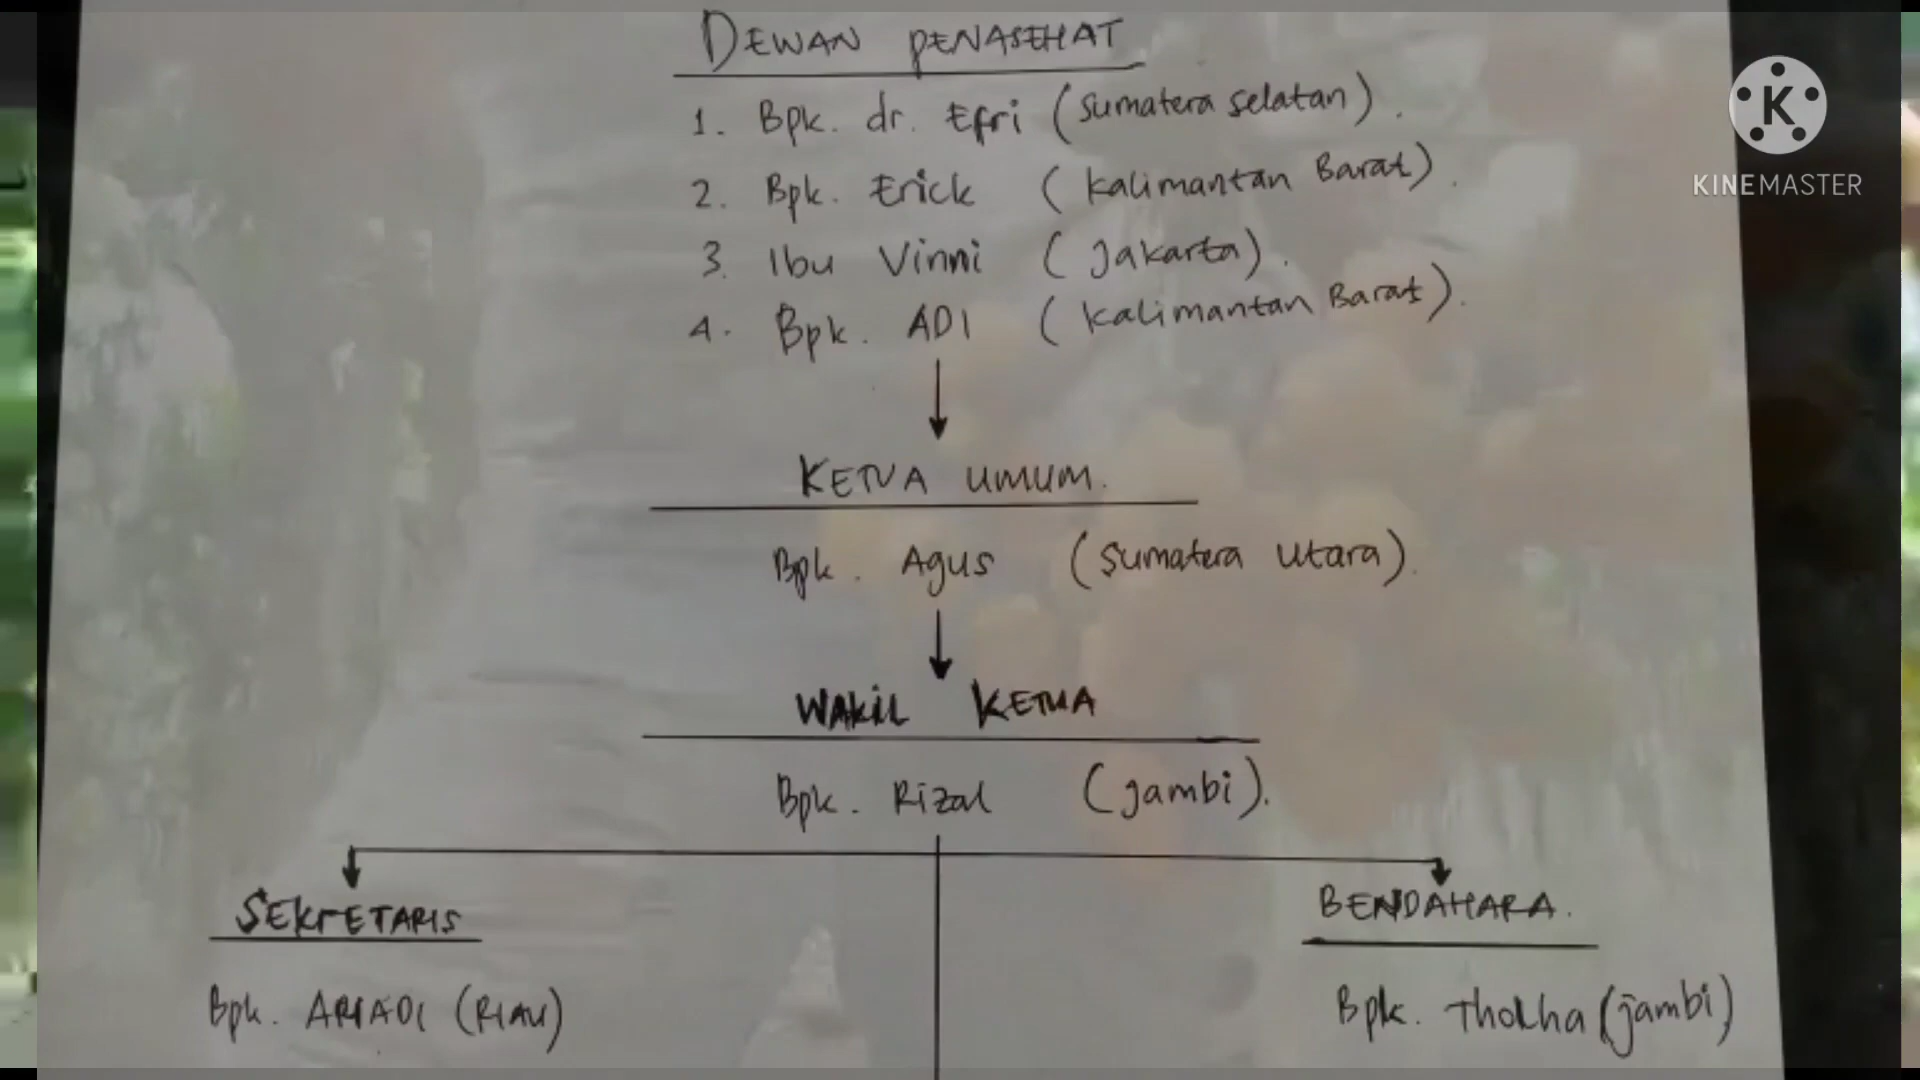 DEWAN PENASEHAT
1. Bpk. dr. Efri (Sumatera Selatan).
2. Bpk. Erick (Kalimantan Barat).
3. Ibu Vinni (Jakarta).
4. Bpk. ADI (Kalimantan Barat).
KETUA UMUM.
Bpk. Agus (Sumatera Utara).
WAKIL KETUA
Bpk. Rizal (Jambi).
SEKRETARIS
Bpk. ARIADI (RIAU)
BENDAHARA.
Bpk. Tholha (Jambi)
K
KINEMASTER